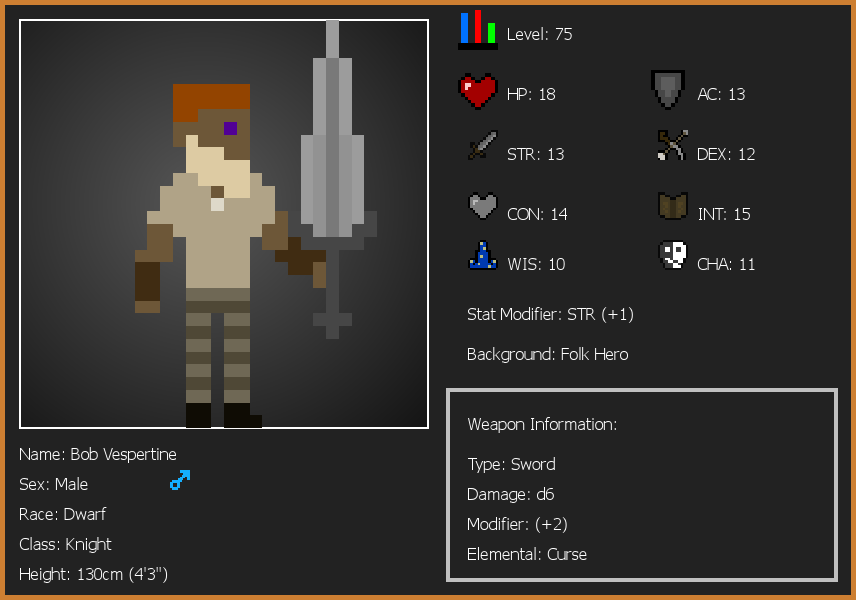 Level: 75
HP: 18
AC: 13
STR: 13
DEX: 12
CON: 14
INT: 15
WIS: 10
CHA: 11
Stat Modifier: STR (+1)
Background: Folk Hero
Weapon Information:
Type: Sword
Damage: d6
Modifier: (+2)
Elemental: Curse
Name: Bob Vespertine
Sex: Male
Race: Dwarf
Class: Knight
Height: 130cm (4'3")